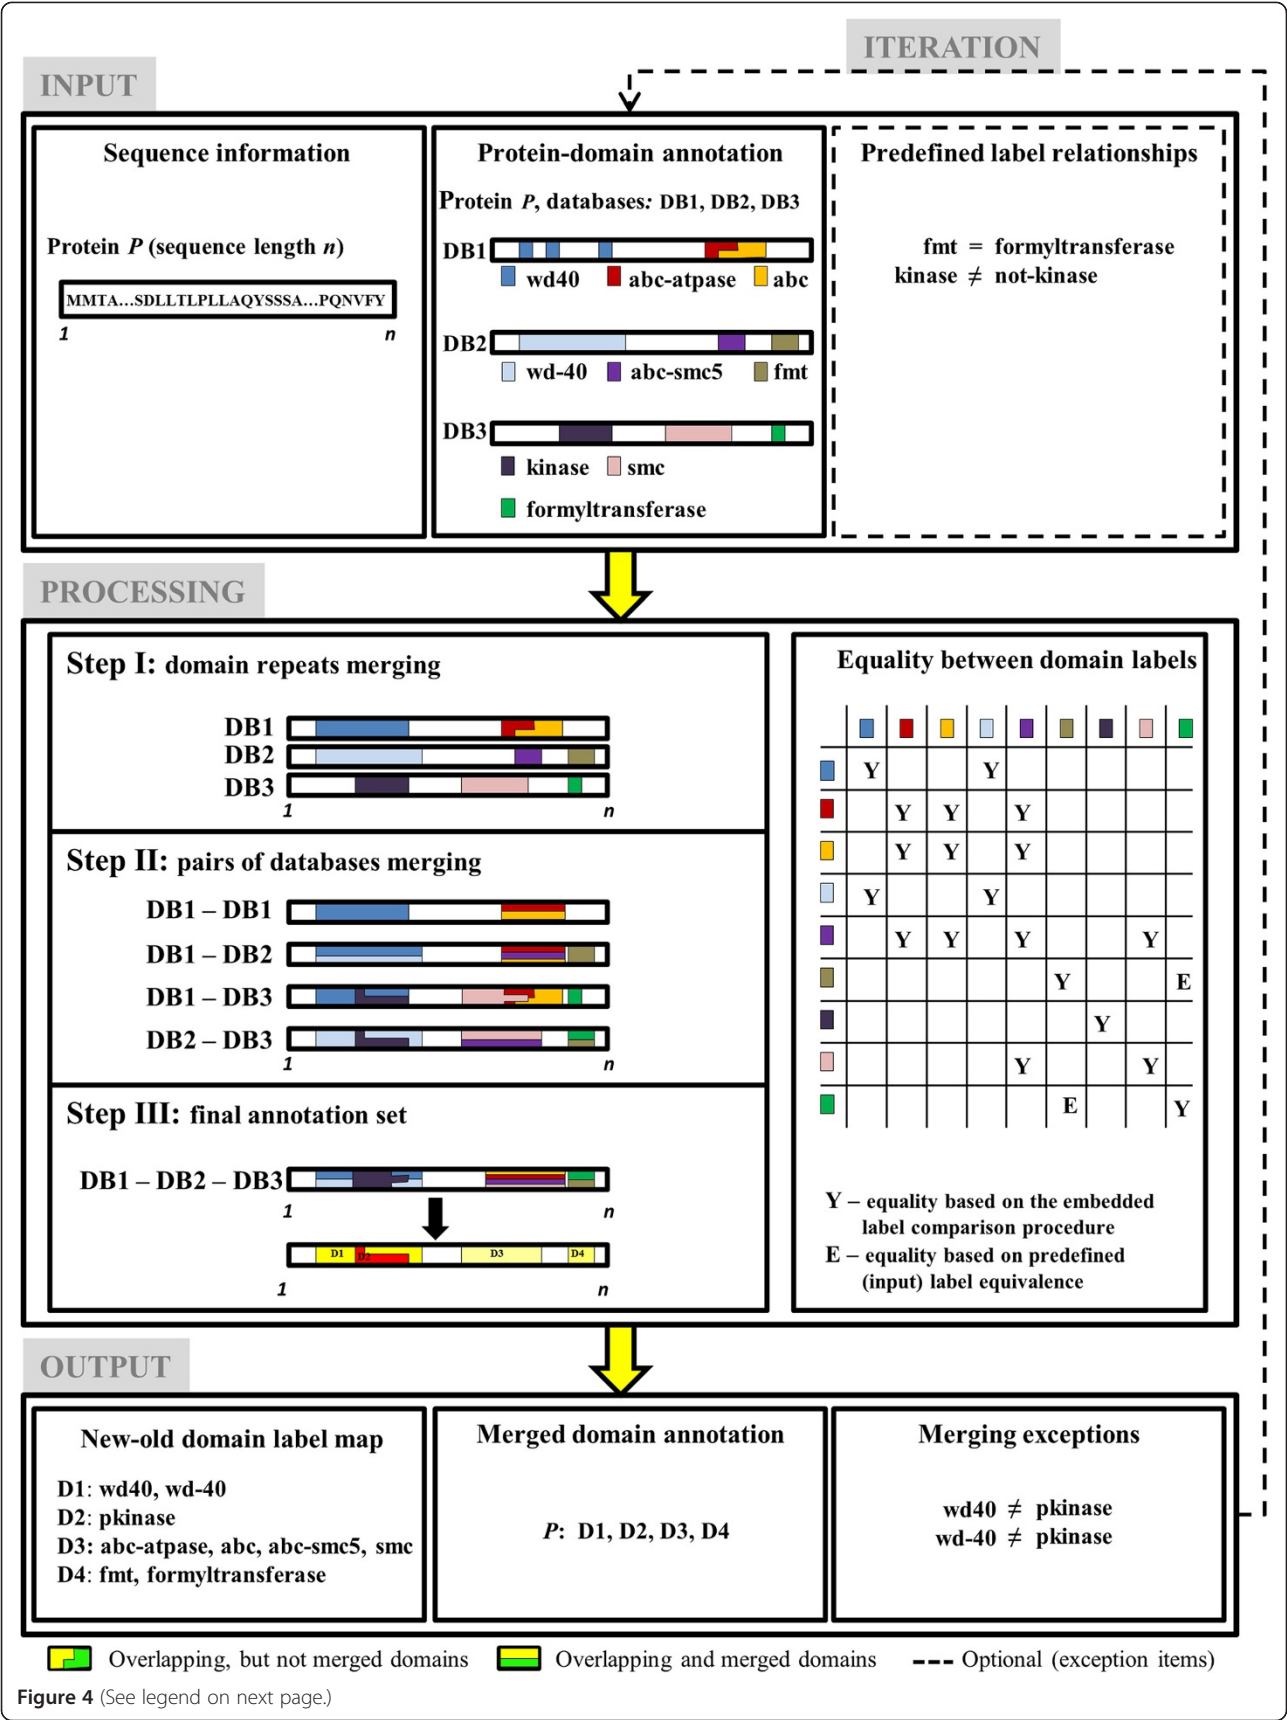 ITERATION
INPUT
Sequence information
Protein P (sequence length n)
MMTA...SDLLTLPLLAQYSSSA...PQNVFY
1 n
Protein-domain annotation
Protein P, databases: DB1, DB2, DB3
DB1
wd40 abc-atpase abc
DB2
wd-40 abc-smc5 fmt
DB3
kinase smc
formyltransferase
Predefined label relationships
fmt = formyltransferase
kinase ≠ not-kinase
PROCESSING
Step I: domain repeats merging
DB1
DB2
DB3
1 n
Step II: pairs of databases merging
DB1 – DB1
DB1 – DB2
DB1 – DB3
DB2 – DB3
1 n
Step III: final annotation set
DB1 – DB2 – DB3
1 n
D1 D2 D3 D4
1 n
Equality between domain labels
Y Y
Y Y Y
Y Y Y
Y Y
Y Y Y Y
Y E
Y
Y Y
E Y
Y – equality based on the embedded
label comparison procedure
E – equality based on predefined
(input) label equivalence
OUTPUT
New-old domain label map
D1: wd40, wd-40
D2: pkinase
D3: abc-atpase, abc, abc-smc5, smc
D4: fmt, formyltransferase
Merged domain annotation
P: D1, D2, D3, D4
Merging exceptions
wd40 ≠ pkinase
wd-40 ≠ pkinase
Overlapping, but not merged domains Overlapping and merged domains Optional (exception items)
Figure 4 (See legend on next page.)